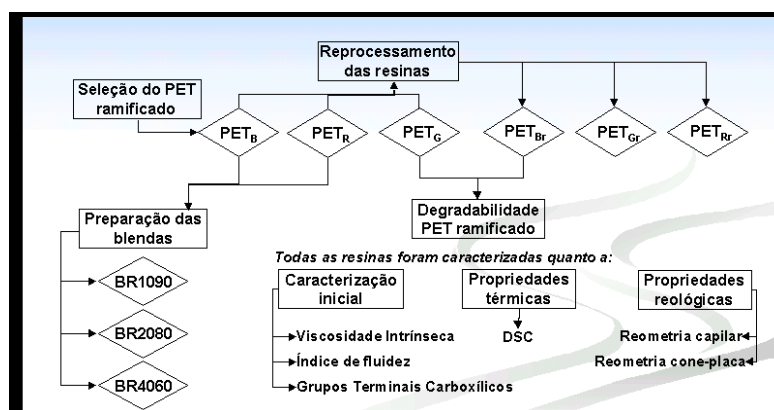 Reprocessamento
das resinas
Seleção do PET
ramificado
PETB
PETR
PETG
PETBr
PETGr
PETRr
Preparação das
blendas
Degradabilidade
PET ramificado
Todas as resinas foram caracterizadas quanto a:
BR1090
BR2080
BR4060
Caracterização
inicial
Viscosidade Intrínseca
Índice de fluidez
Grupos Terminais Carboxílicos
Propriedades
térmicas
DSC
Propriedades
reológicas
Reometria capilar
Reometria cone-placa